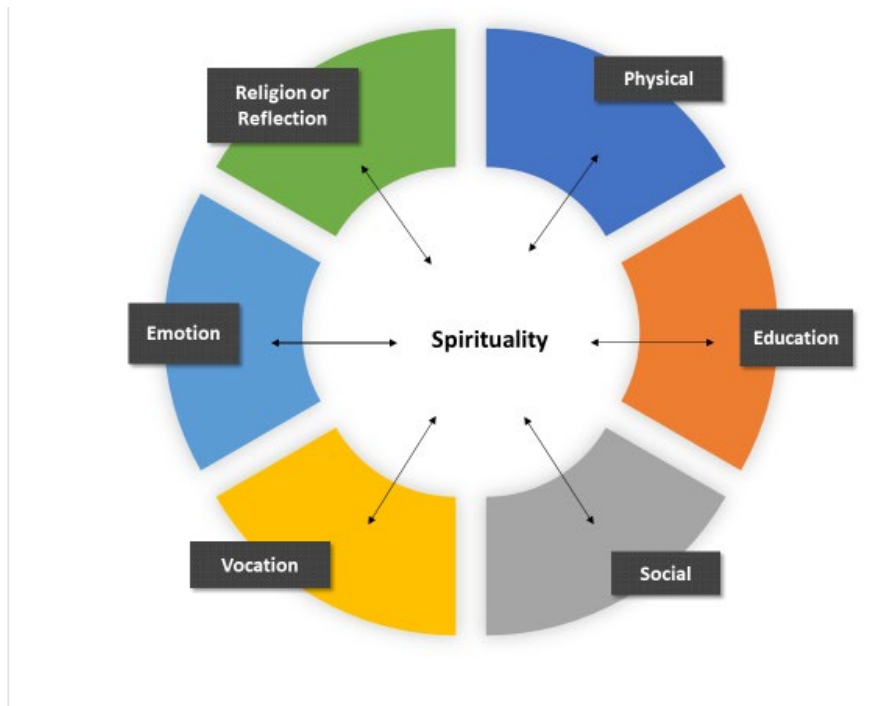 Religion or
Reflection
Physical
Emotion
Spirituality
Education
Vocation
Social